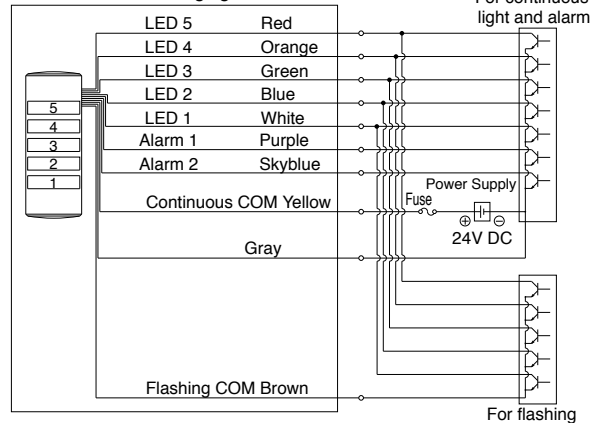 For continuous
light and alarm
LED 5 Red
LED 4 Orange
LED 3 Green
LED 2 Blue
LED 1 White
Alarm 1 Purple
Alarm 2 Skyblue
5
4
3
2
1
Continuous COM Yellow
Fuse
Power Supply
⊕ ⊖
24V DC
Gray
Flashing COM Brown
For flashing